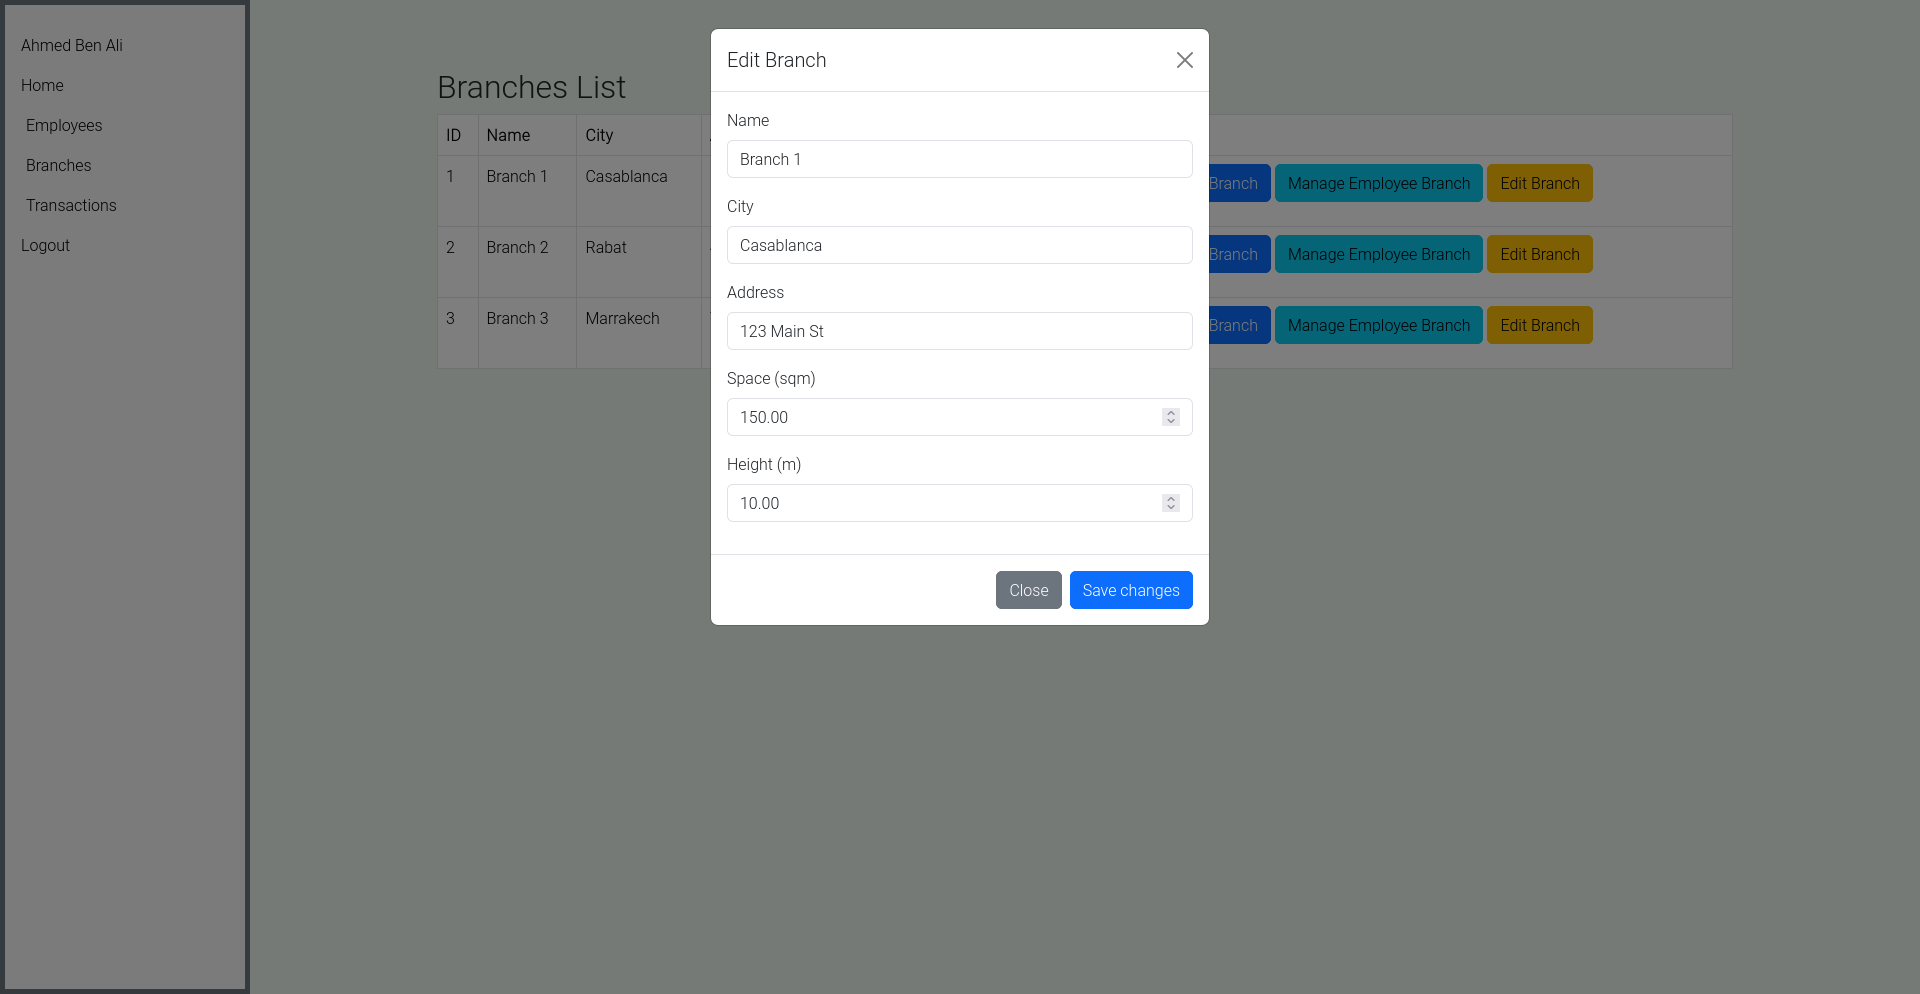 Ahmed Ben Ali
Home
Employees
Branches
Transactions
Logout
Branches List
ID Name City
1 Branch 1 Casablanca Branch Manage Employee Branch Edit Branch
2 Branch 2 Rabat Branch Manage Employee Branch Edit Branch
3 Branch 3 Marrakech Branch Manage Employee Branch Edit Branch
Edit Branch
Name
Branch 1
City
Casablanca
Address
123 Main St
Space (sqm)
150.00
Height (m)
10.00
Close Save changes